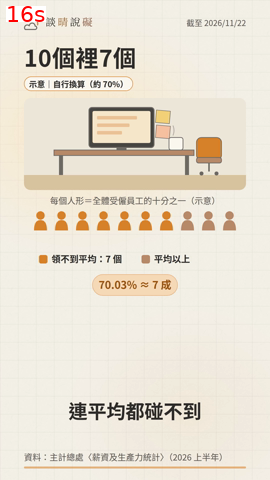 16s
談晴說礙
截至 2026/11/22
10個裡7個
示意｜自行換算（約 70%）
每個人形＝全體受僱員工的十分之一（示意）
領不到平均：7 個
平均以上
70.03% ≈ 7 成
連平均都碰不到
資料：主計總處〈薪資及生產力統計〉（2026 上半年）